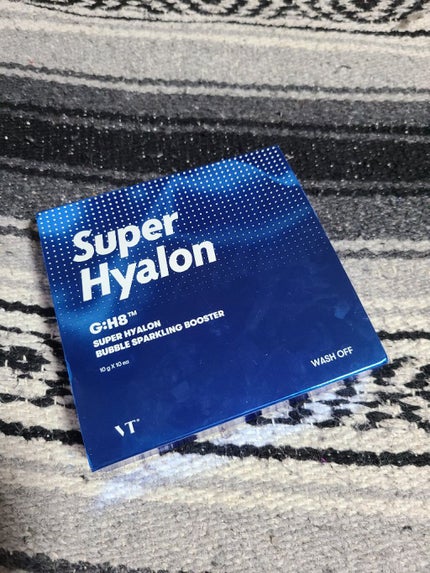 Super
Hyalon
G:H8™
SUPER HYALON
BUBBLE SPARKLING BOOSTER
10 g X 10 ea
WASH OFF
VT